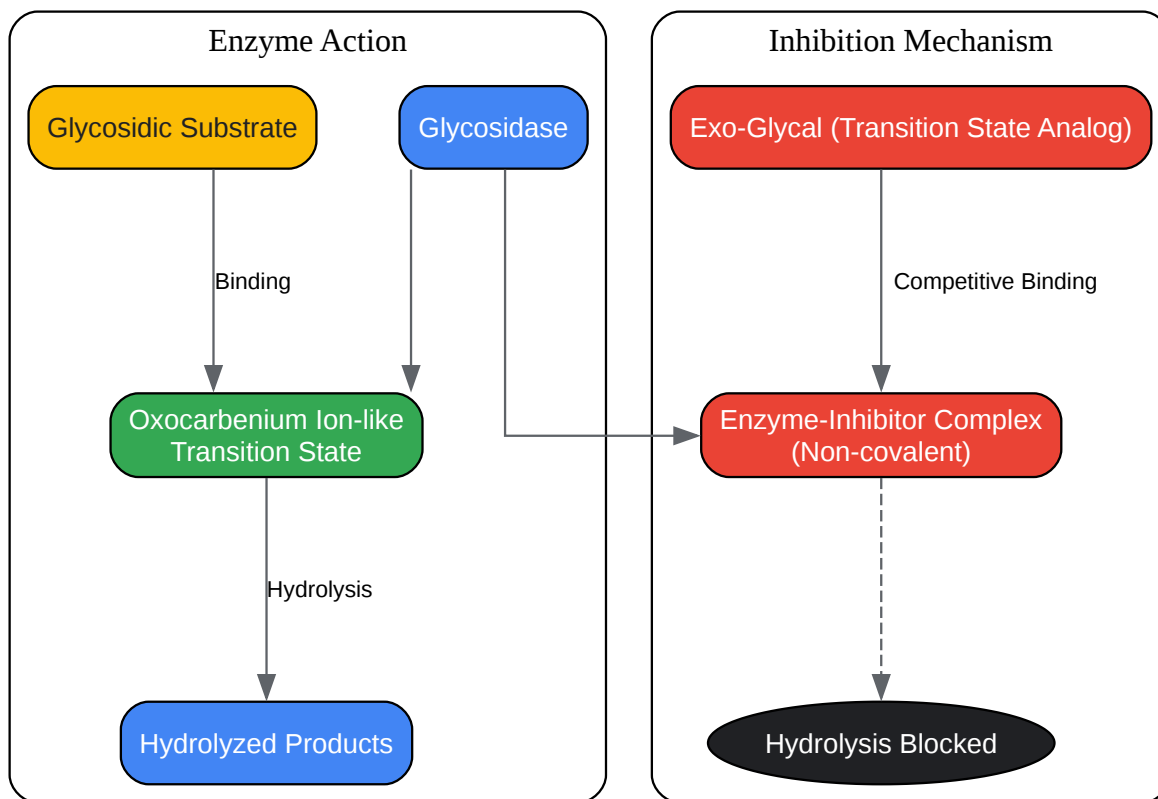 Enzyme Action
Glycosidic Substrate
Glycosidase
Binding
Oxocarbenium Ion-like
Transition State
Hydrolysis
Hydrolyzed Products
Inhibition Mechanism
Exo-Glycal (Transition State Analog)
Competitive Binding
Enzyme-Inhibitor Complex
(Non-covalent)
Hydrolysis Blocked